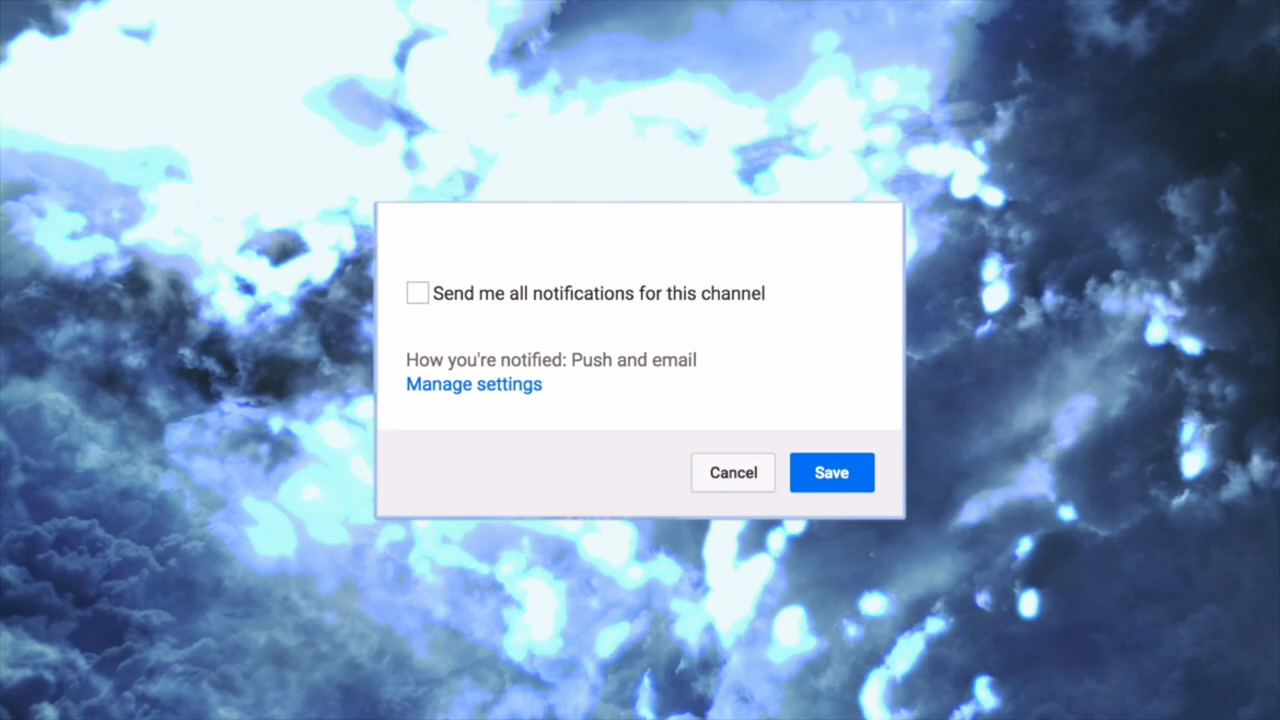 Send me all notifications for this channel
How you're notified: Push and email
Manage settings
Cancel Save